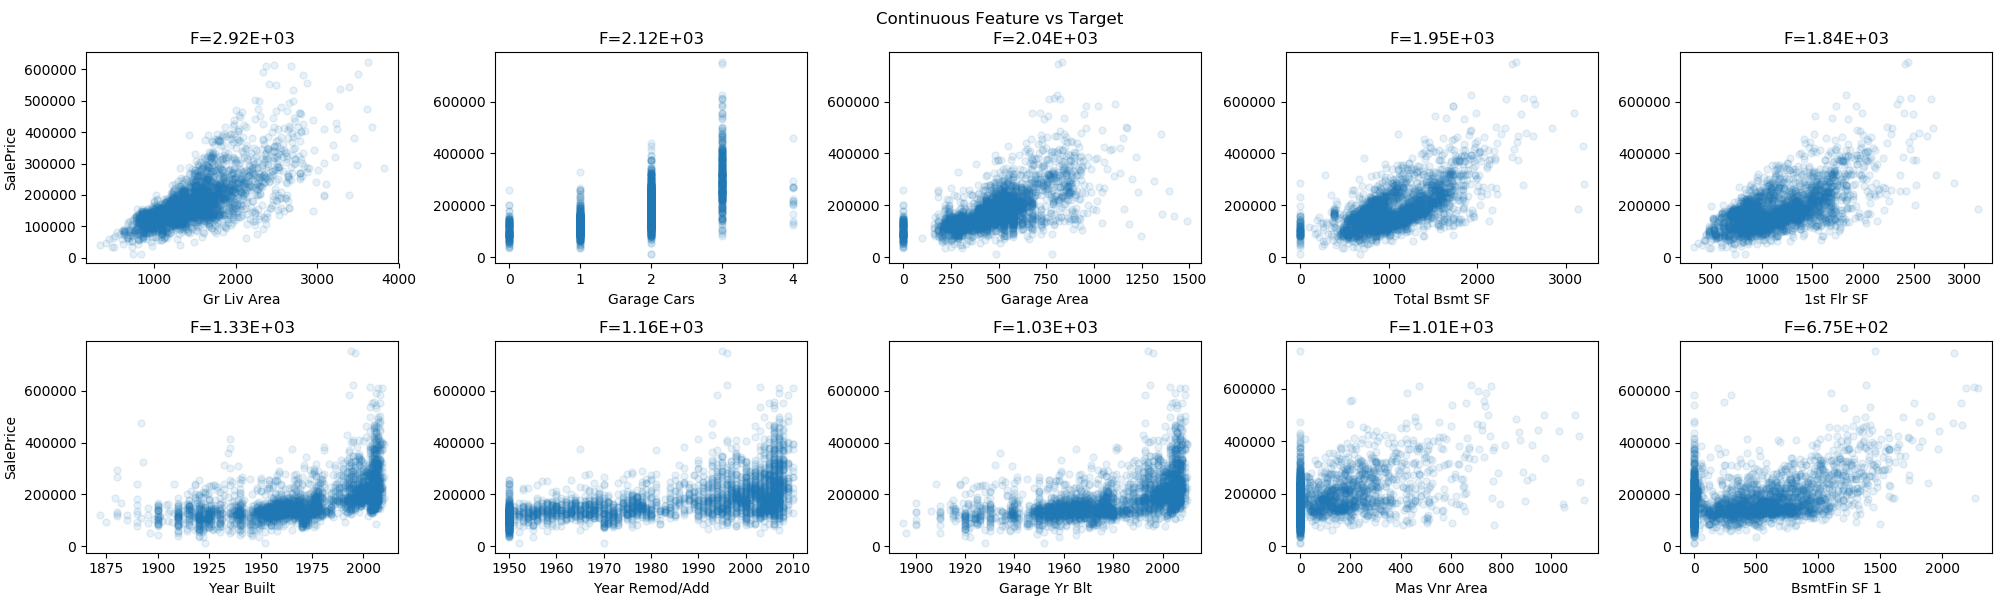 Continuous Feature vs Target
F=2.92E+03
F=2.12E+03
F=2.04E+03
F=1.95E+03
F=1.84E+03
SalePrice
600000
500000
400000
300000
200000
100000
0
1000 2000 3000 4000
Gr Liv Area
600000
400000
200000
0
0 1 2 3 4
Garage Cars
600000
400000
200000
0
0 250 500 750 1000 1250 1500
Garage Area
600000
400000
200000
0
0 1000 2000 3000
Total Bsmt SF
600000
400000
200000
0
500 1000 1500 2000 2500 3000
1st Flr SF
F=1.33E+03
F=1.16E+03
F=1.03E+03
F=1.01E+03
F=6.75E+02
SalePrice
600000
400000
200000
0
1875 1900 1925 1950 1975 2000
Year Built
600000
400000
200000
0
1950 1960 1970 1980 1990 2000 2010
Year Remod/Add
600000
400000
200000
0
1900 1920 1940 1960 1980 2000
Garage Yr Blt
600000
400000
200000
0
0 200 400 600 800 1000
Mas Vnr Area
600000
400000
200000
0
0 500 1000 1500 2000
BsmtFin SF 1